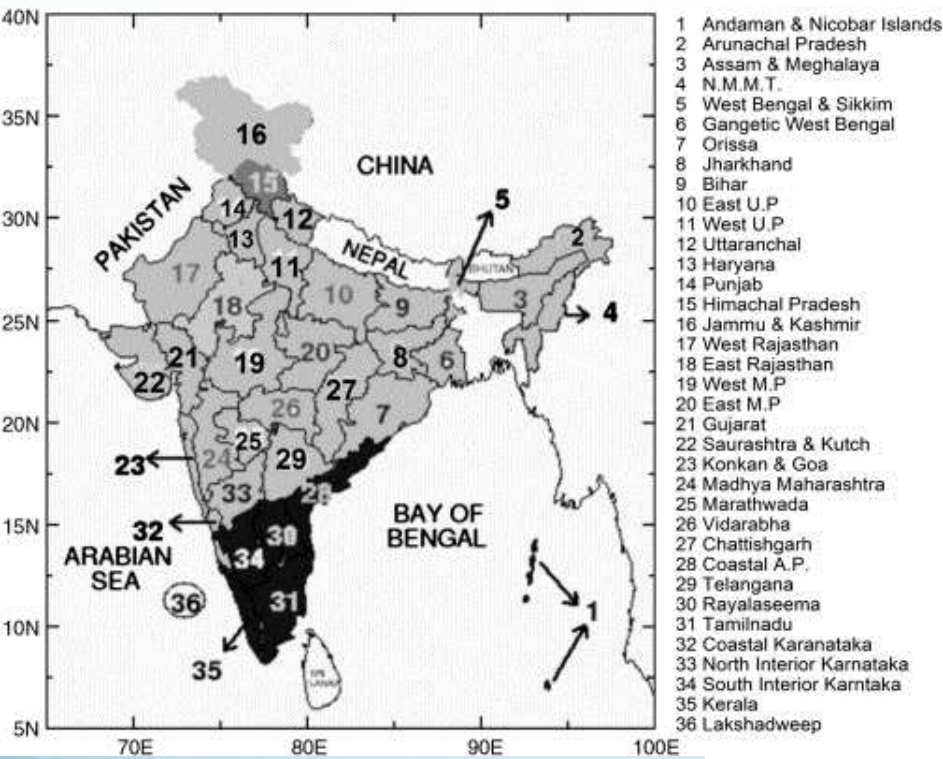 40N
35N
30N
25N
20N
15N
10N
5N
70E
80E
90E
100E
CHINA
PAKISTAN
NEPAL
BHUTAN
BAY OF
BENGAL
ARABIAN
SEA
SRI
LANKA
16
15
14
12
13
5
2
17
11
18
10
9
3
4
21
19
20
8
6
22
27
26
7
25
23
24
29
33
28
32
30
34
36
31
1
35
1 Andaman & Nicobar Islands
2 Arunachal Pradesh
3 Assam & Meghalaya
4 N.M.M.T.
5 West Bengal & Sikkim
6 Gangetic West Bengal
7 Orissa
8 Jharkhand
9 Bihar
10 East U.P
11 West U.P
12 Uttaranchal
13 Haryana
14 Punjab
15 Himachal Pradesh
16 Jammu & Kashmir
17 West Rajasthan
18 East Rajasthan
19 West M.P
20 East M.P
21 Gujarat
22 Saurashtra & Kutch
23 Konkan & Goa
24 Madhya Maharashtra
25 Marathwada
26 Vidarabha
27 Chattishgarh
28 Coastal A.P.
29 Telangana
30 Rayalaseema
31 Tamilnadu
32 Coastal Karanataka
33 North Interior Karnataka
34 South Interior Karntaka
35 Kerala
36 Lakshadweep